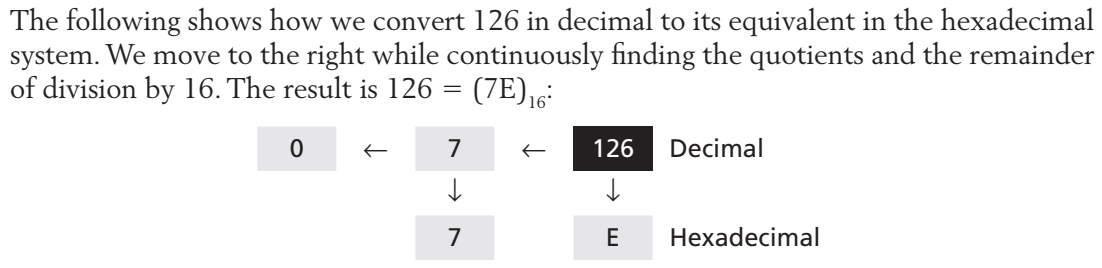 The following shows how we convert 126 in decimal to its equivalent in the hexadecimal
system. We move to the right while continuously finding the quotients and the remainder
of division by 16. The result is 126 = (7E)₁₆:
0 ← 7 ← 126 Decimal
↓ ↓
7 E Hexadecimal